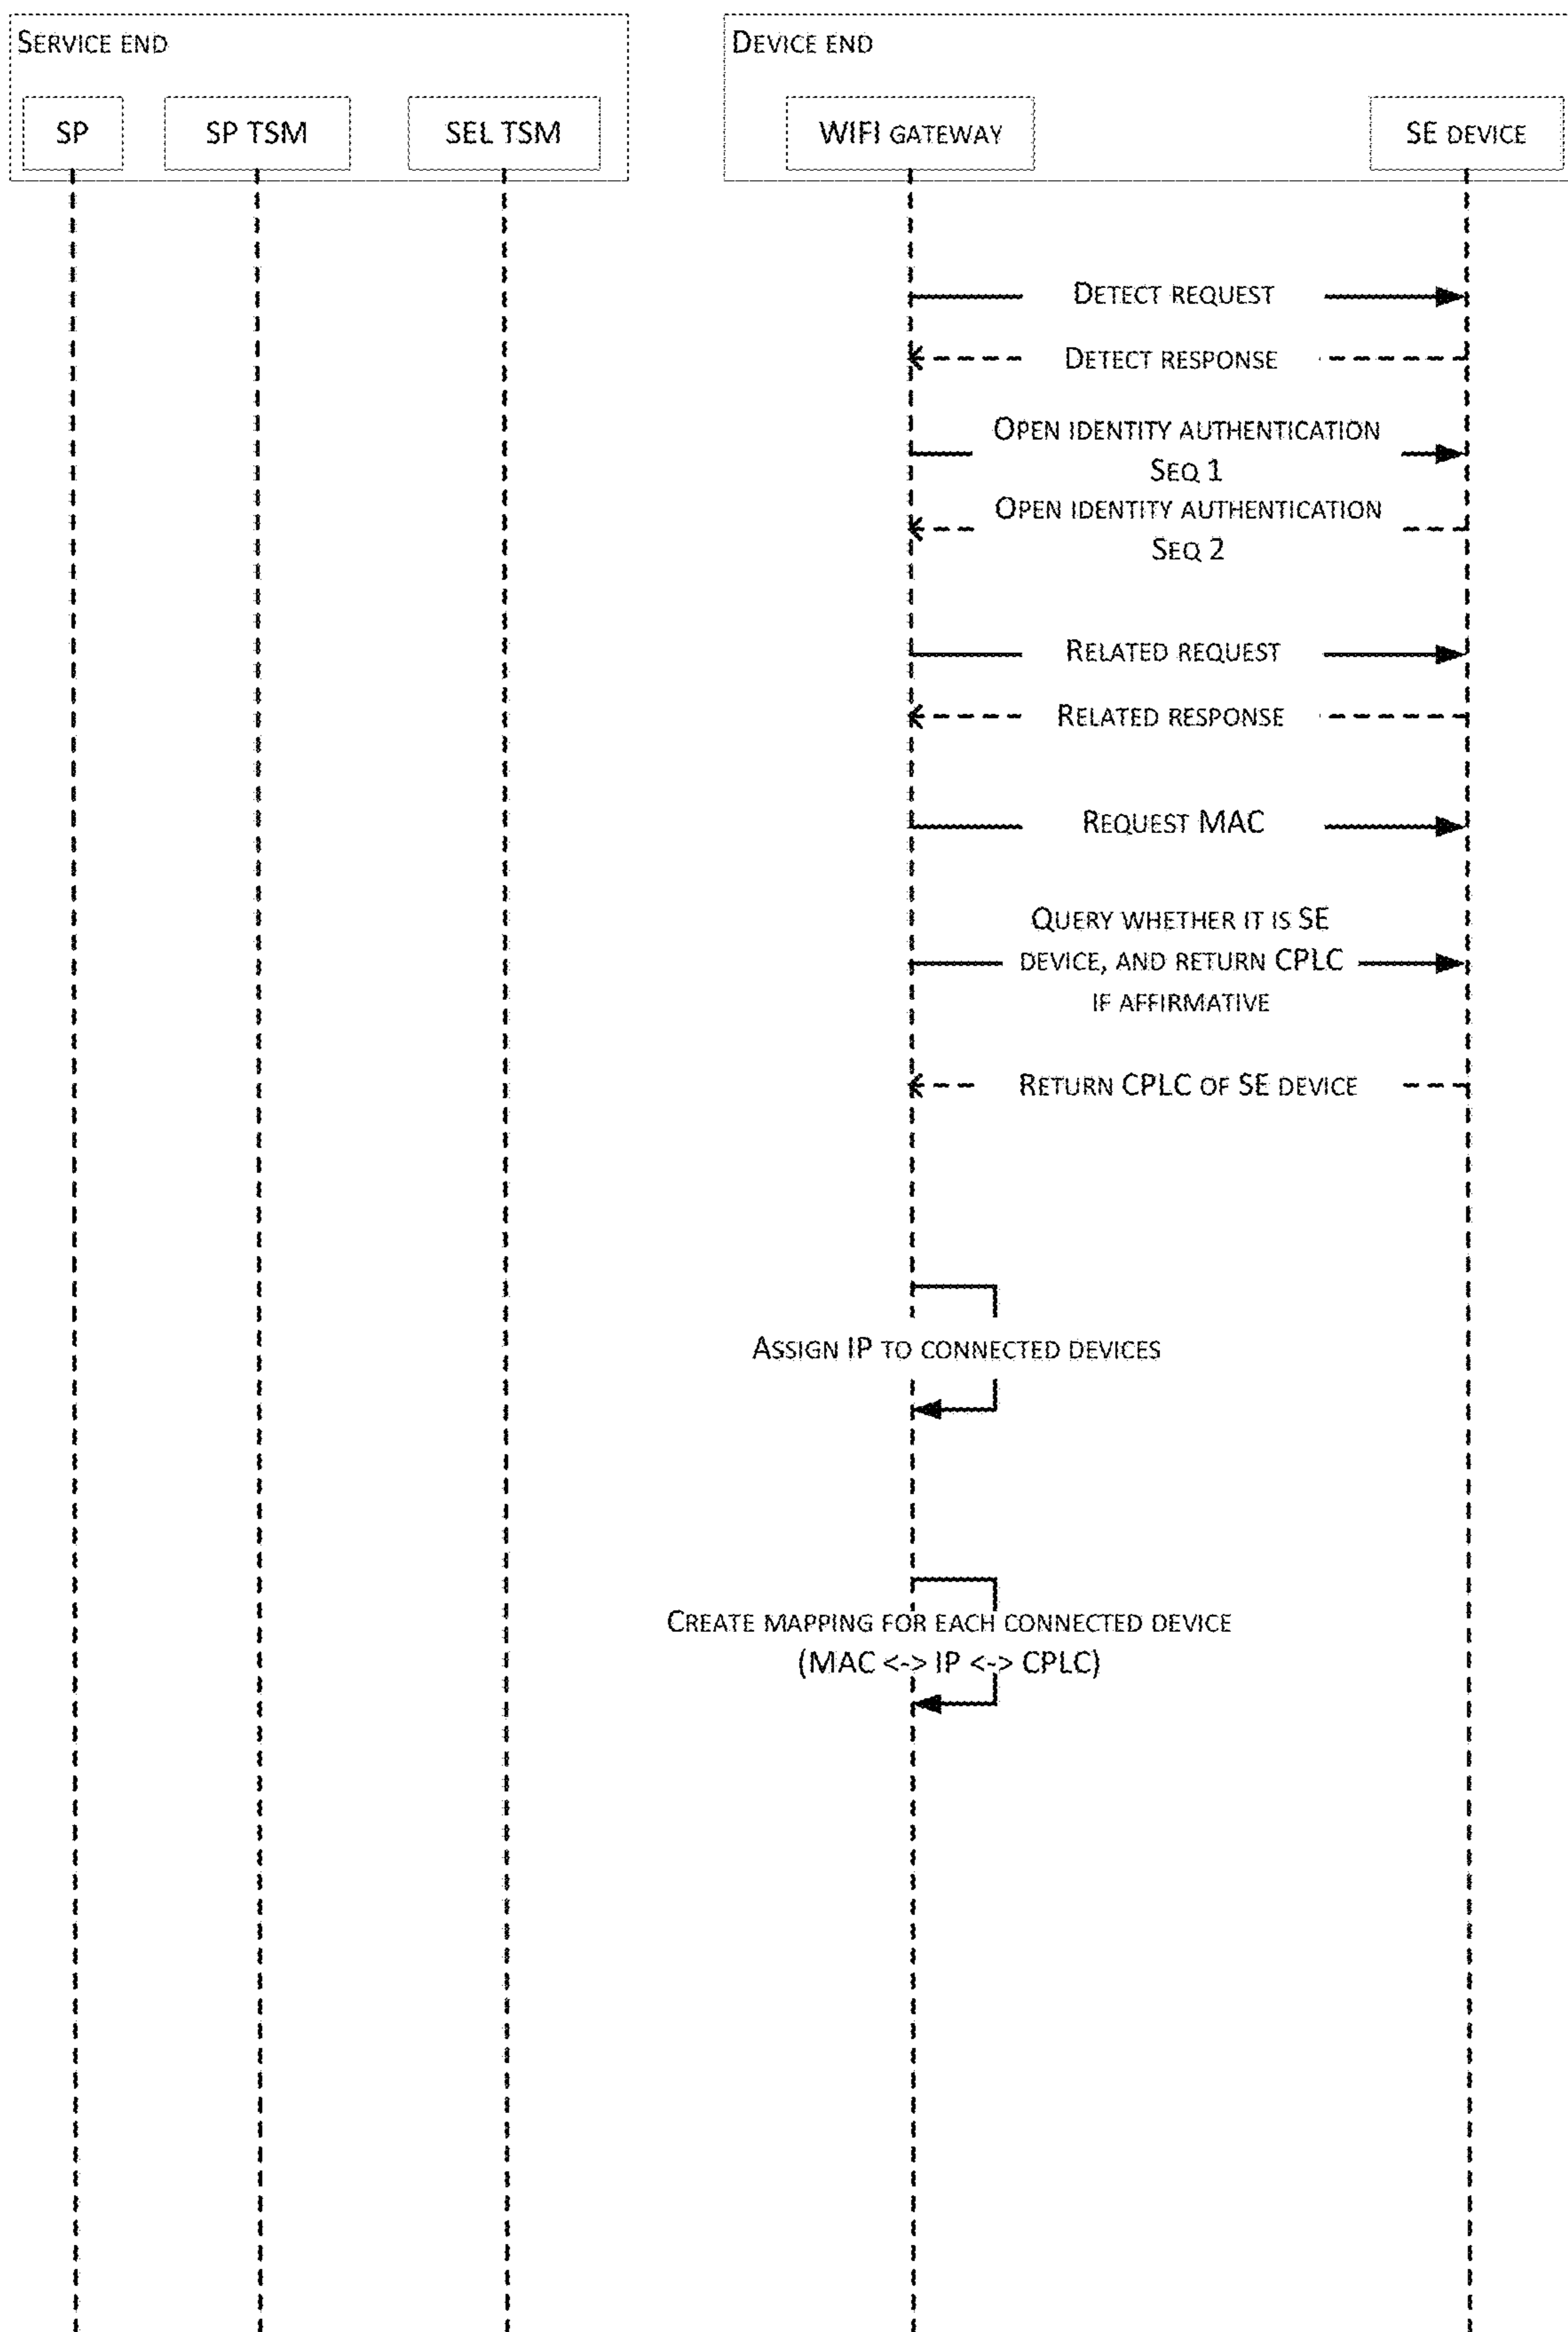 SERVICE END
DEVICE END
SP
SP TSM
SEL TSM
WIFI GATEWAY
SE DEVICE
DETECT REQUEST
DETECT RESPONSE
OPEN IDENTITY AUTHENTICATION
SEQ 1
OPEN IDENTITY AUTHENTICATION
SEQ 2
RELATED REQUEST
RELATED RESPONSE
REQUEST MAC
QUERY WHETHER IT IS SE
DEVICE, AND RETURN CPLC
IF AFFIRMATIVE
RETURN CPLC OF SE DEVICE
ASSIGN IP TO CONNECTED DEVICES
CREATE MAPPING FOR EACH CONNECTED DEVICE
(MAC <-> IP <-> CPLC)